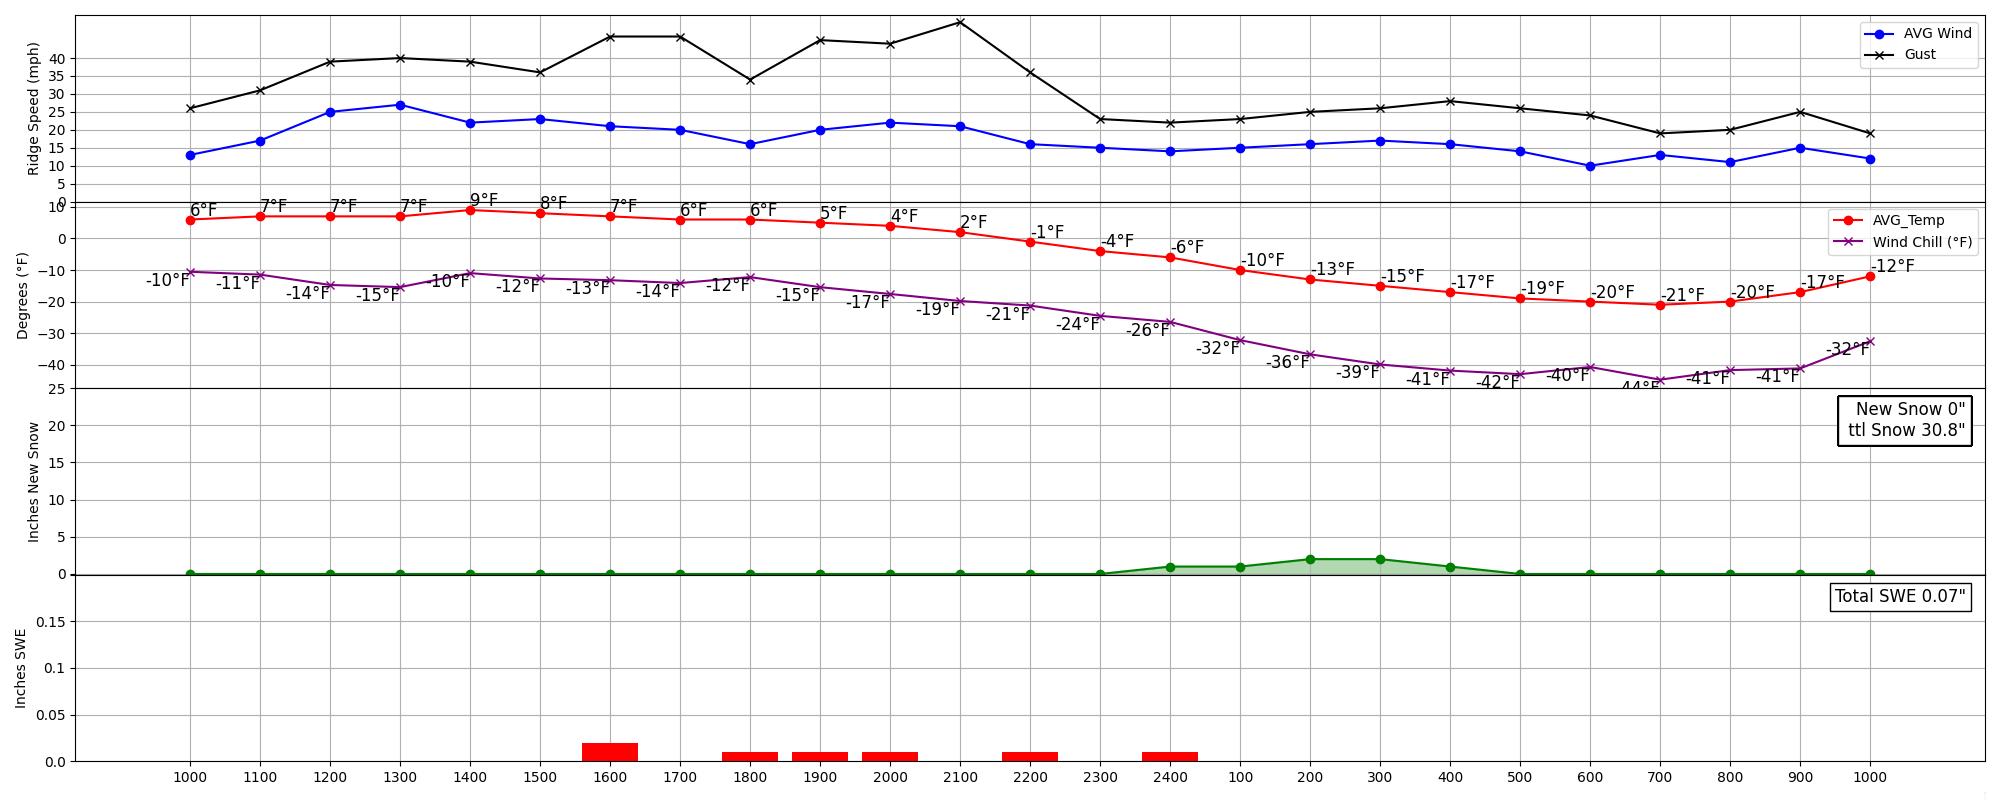 Ridge Speed (mph)
40
35
30
25
20
15
10
5
0
AVG Wind
Gust
Degrees (°F)
10
0
−10
−20
−30
−40
AVG_Temp
Wind Chill (°F)
6°F 7°F 7°F 7°F 9°F 8°F 7°F 6°F 6°F 5°F 4°F 2°F -1°F -4°F -6°F -10°F -13°F -15°F -17°F -19°F -20°F -21°F -20°F -17°F -12°F
-10°F -11°F -14°F -15°F -10°F -12°F -13°F -14°F -12°F -15°F -17°F -19°F -21°F -24°F -26°F -32°F -36°F -39°F -41°F -42°F -40°F -44°F -41°F -41°F -32°F
Inches New Snow
25
20
15
10
5
0
New Snow 0"
ttl Snow 30.8"
Inches SWE
0.15
0.1
0.05
0.0
Total SWE 0.07"
1000 1100 1200 1300 1400 1500 1600 1700 1800 1900 2000 2100 2200 2300 2400 100 200 300 400 500 600 700 800 900 1000